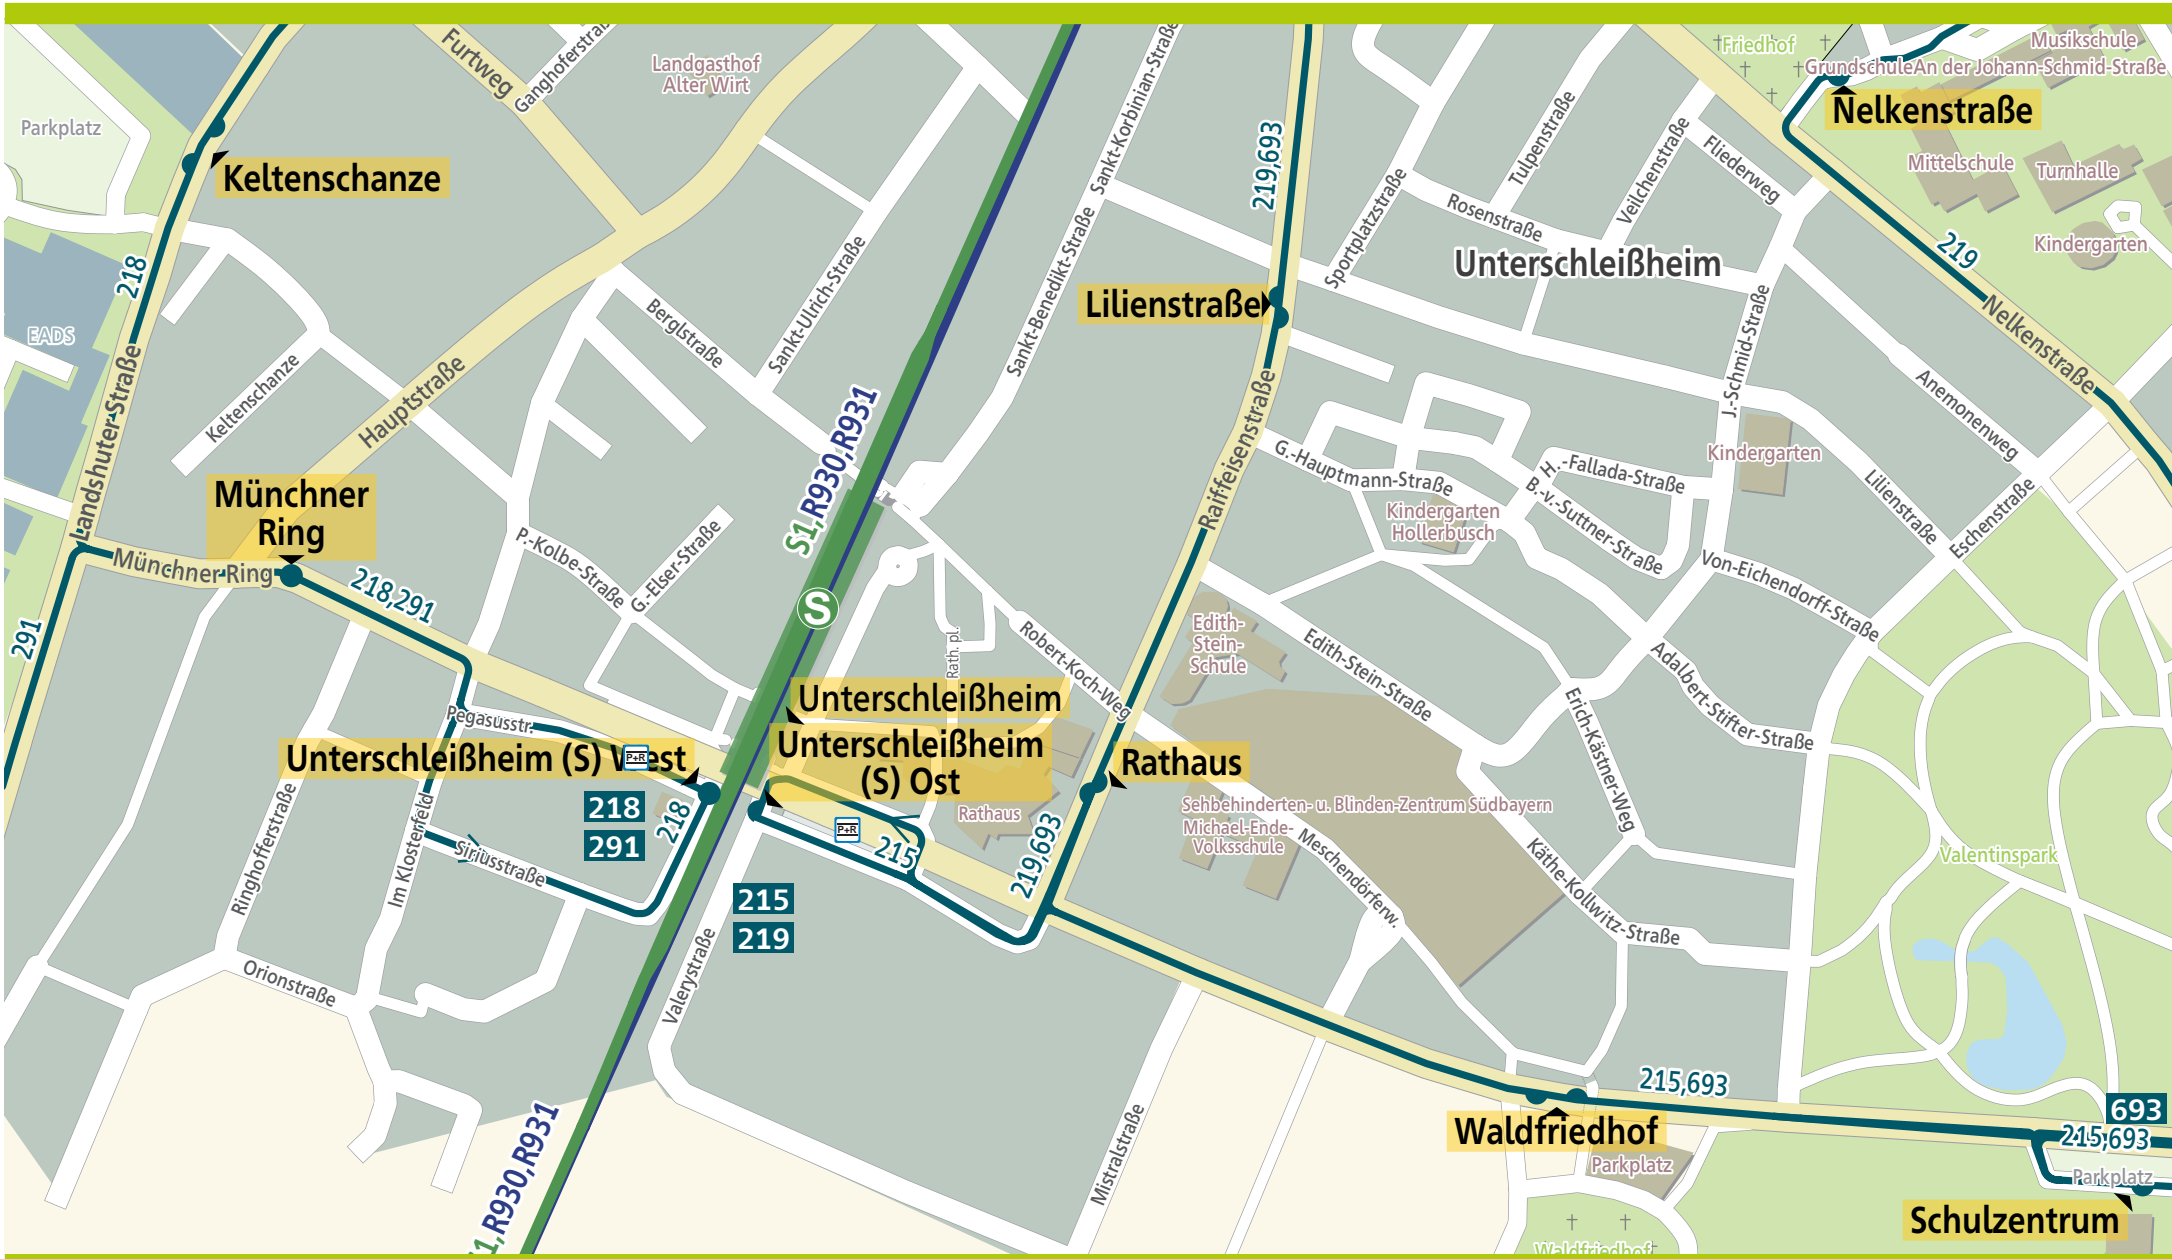 Furtweg
Ganghoferstraß
Landgasthof
Alter Wirt
Parkplatz
Keltenschanze
218
EADS
Landshuter-Straße
Keltenschanze
Hauptstraße
Berglstraße
Sankt-Ulrich-Straße
Sankt-Benedikt-Straße
Sankt-Korbinian-Straße
219,693
Lilienstraße
Sportplatzstraße
Tulpenstraße
Rosenstraße
Veilchenstraße
Fliederweg
Unterschleißheim
Friedhof
Musikschule
GrundschuleAn der Johann-Schmid-Straße
Nelkenstraße
Mittelschule
Turnhalle
Kindergarten
219
Nelkenstraße
J.-Schmid-Straße
Anemonenweg
Kindergarten
Lilienstraße
Eschenstraße
Münchner
Ring
Münchner-Ring
218,291
291
P.-Kolbe-Straße
G.-Elser-Straße
S1,R930,R931
S
Raiffeisenstraße
G.-Hauptmann-Straße
H.-Fallada-Straße
B.-v.-Suttner-Straße
Kindergarten
Hollerbusch
Von-Eichendorff-Straße
Edith-
Stein-
Schule
Edith-Stein-Straße
Robert-Koch-Weg
Rath. pl.
Adalbert-Stifter-Straße
Erich-Kästner-Weg
Unterschleißheim
Unterschleißheim
(S) Ost
Pegasusstr.
Unterschleißheim (S) West
P+R
218
291
218
Rathaus
Rathaus
P+R
215
219,693
Sehbehinderten- u. Blinden-Zentrum Südbayern
Michael-Ende-
Volksschule
Meschendörferw.
Käthe-Kollwitz-Straße
Valentinspark
Ringhofferstraße
Im Klosterfeld
Siriusstraße
Orionstraße
215
219
Valerystraße
1,R930,R931
Mistralstraße
215,693
693
215,693
Waldfriedhof
Parkplatz
Parkplatz
Schulzentrum
Waldfriedhof